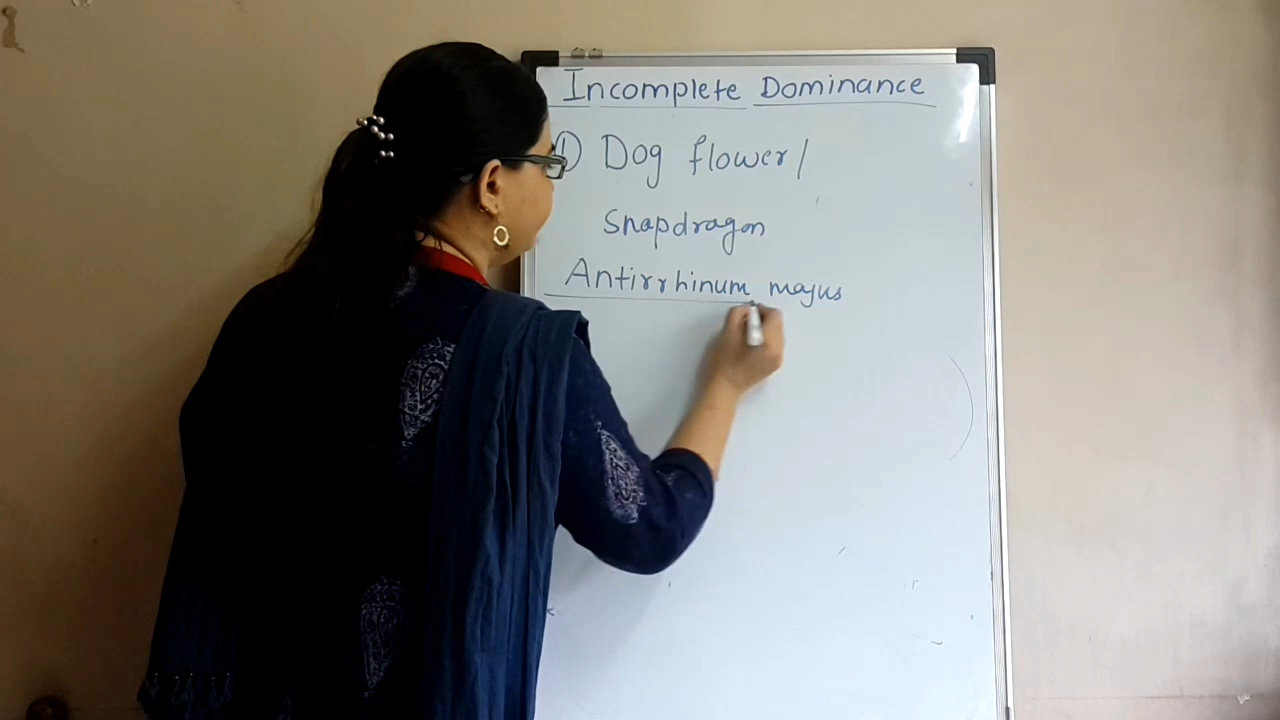 Incomplete Dominance
① Dog flower/
Snapdragon
Antirrhinum majus